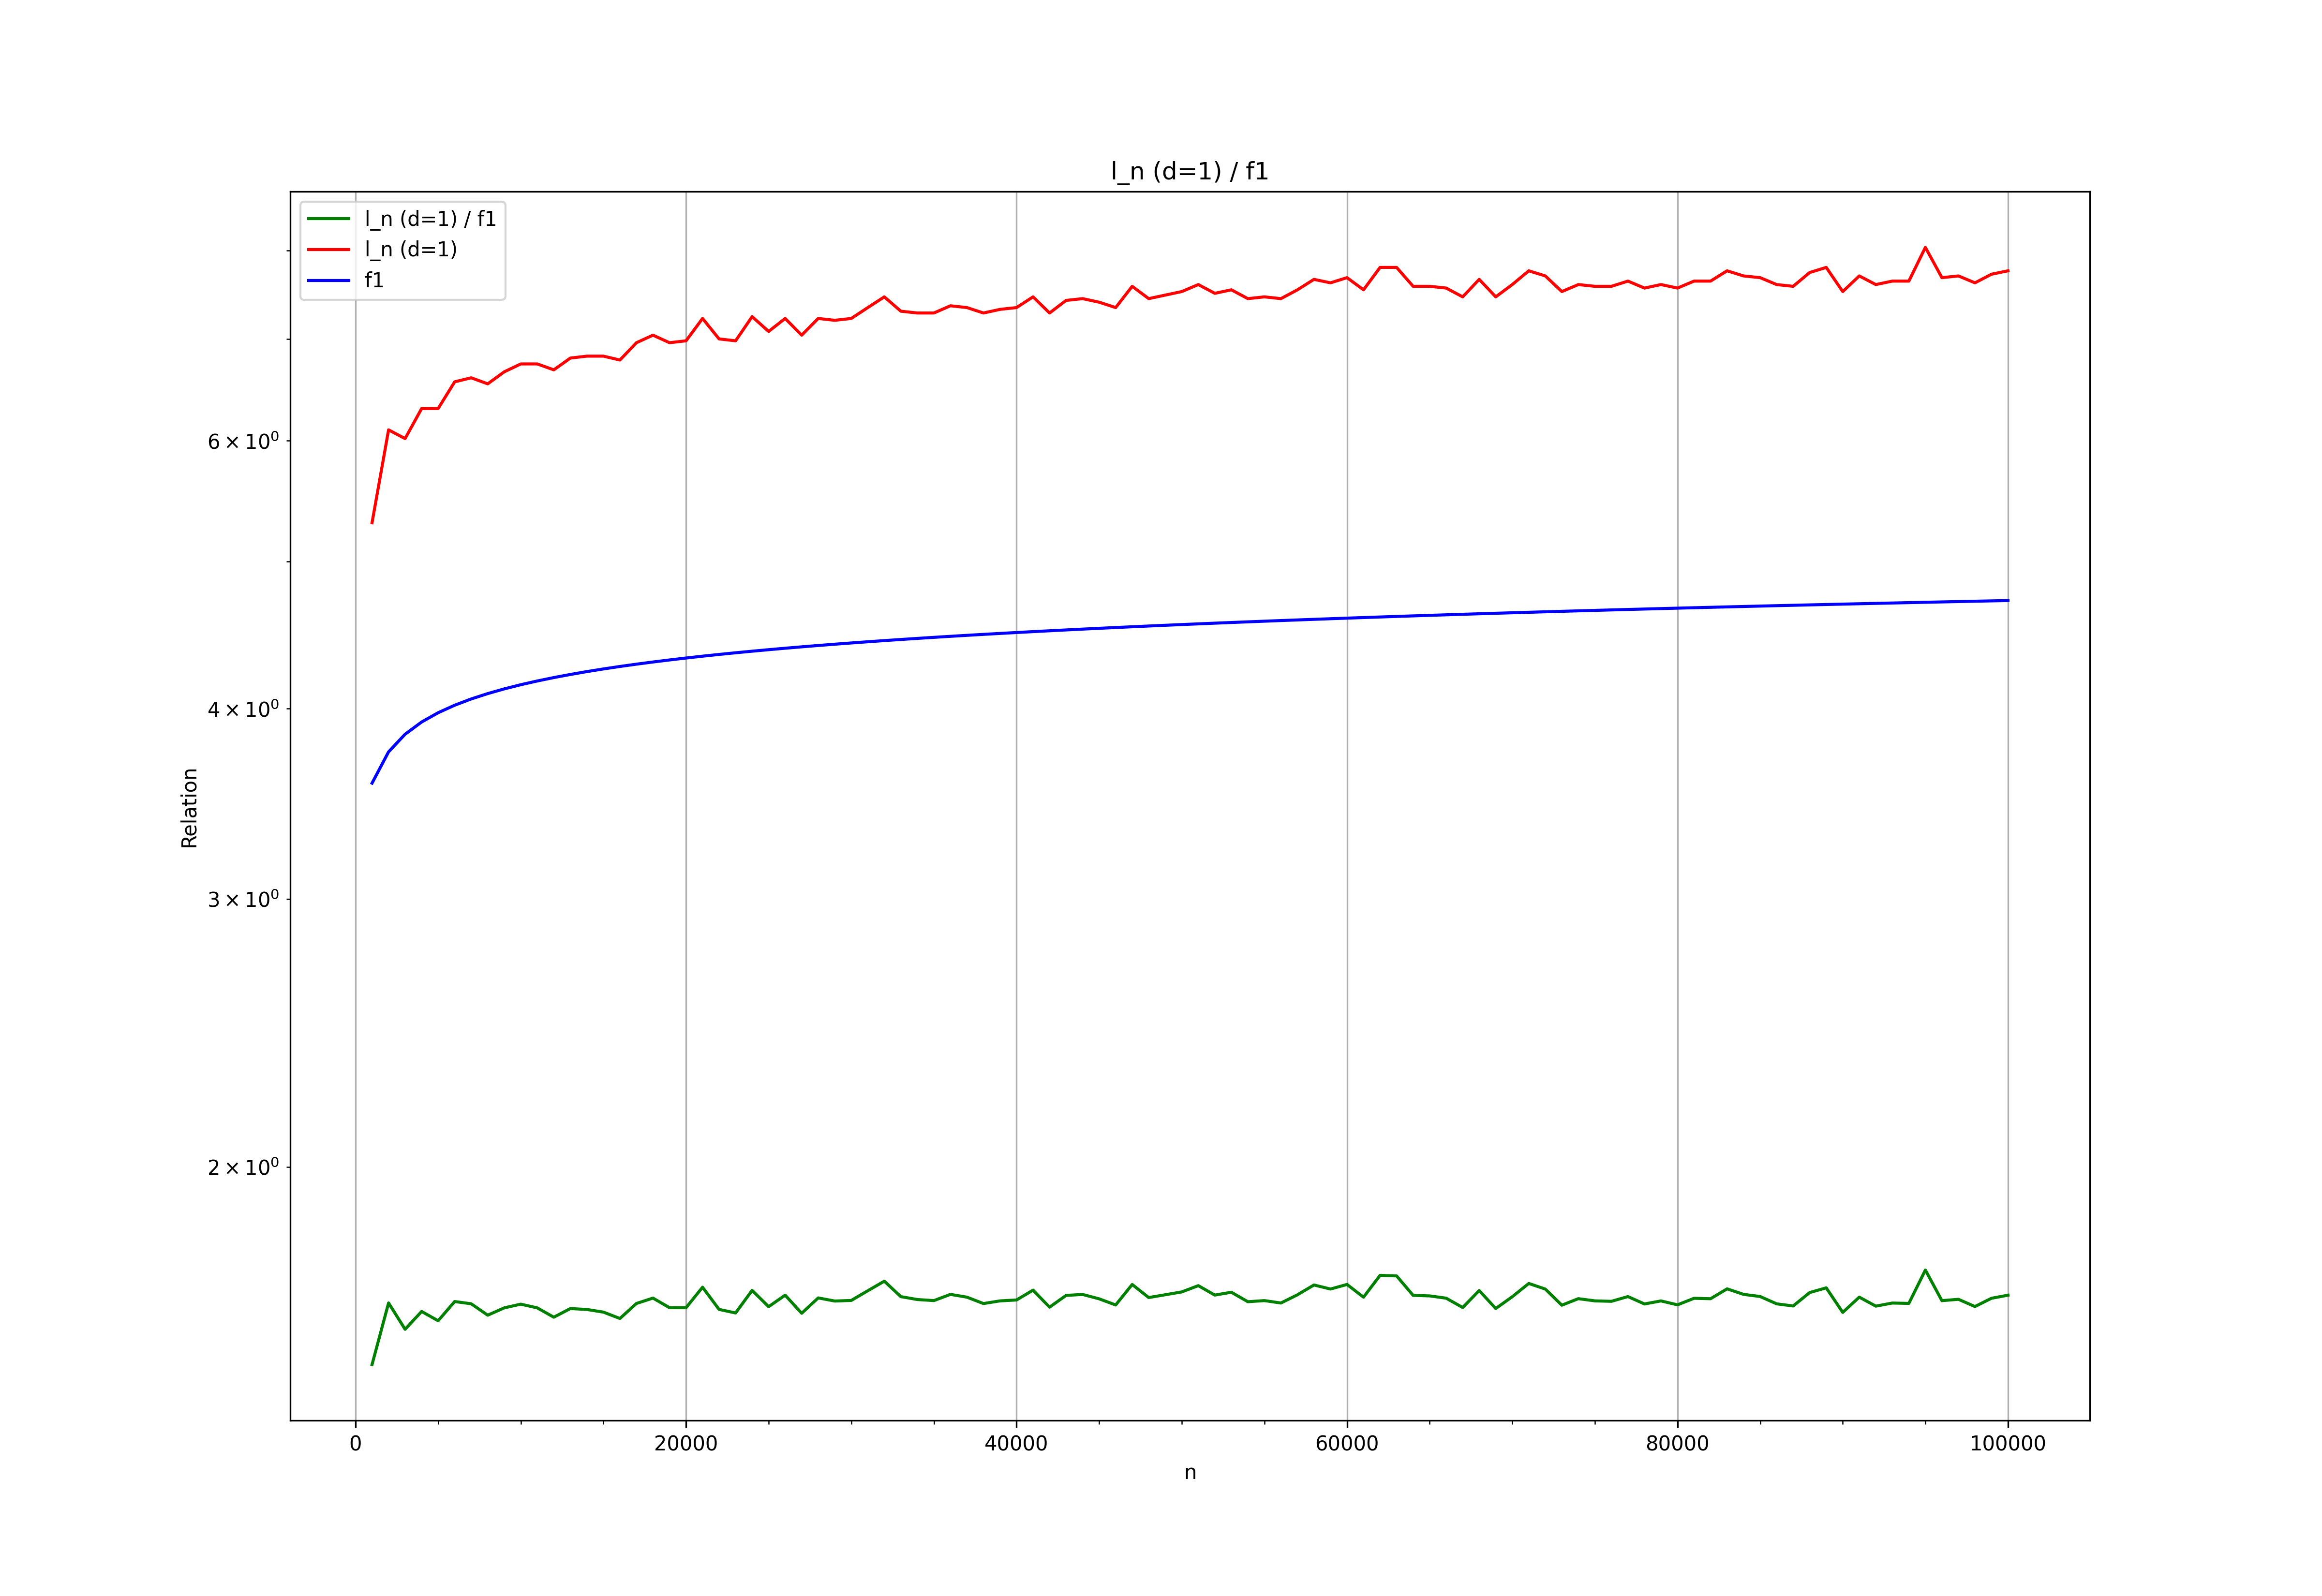 l_n (d=1) / f1
l_n (d=1) / f1
l_n (d=1)
f1
6 × 10⁰
4 × 10⁰
3 × 10⁰
2 × 10⁰
Relation
0 20000 40000 60000 80000 100000
n